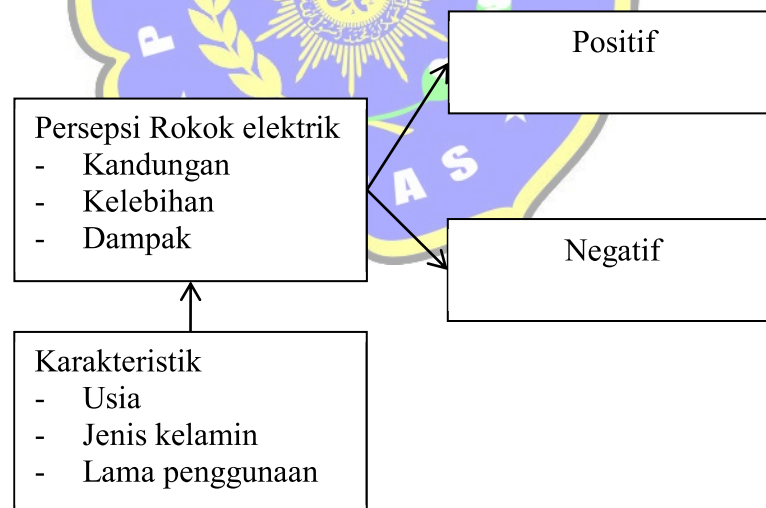 Positif
Persepsi Rokok elektrik
- Kandungan
- Kelebihan
- Dampak
Negatif
Karakteristik
- Usia
- Jenis kelamin
- Lama penggunaan
P
A S